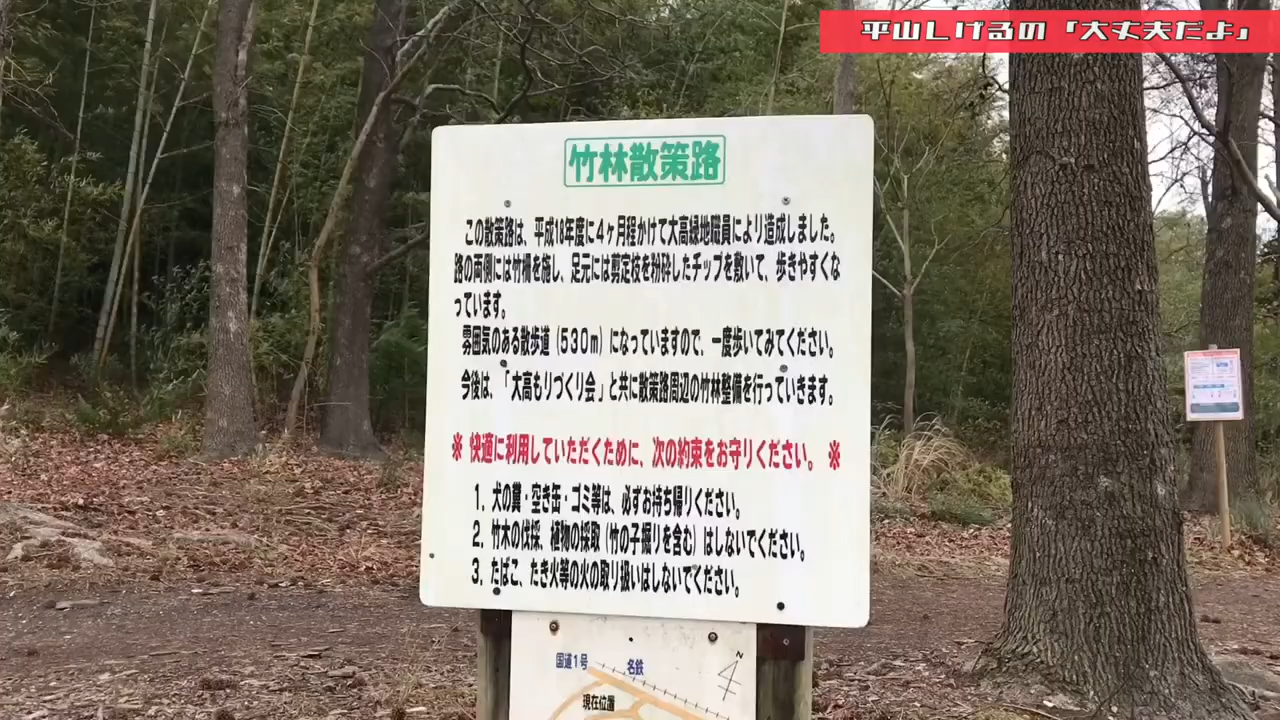 平山しげるの「大丈夫だよ」
竹林散策路
この散策路は、平成18年度に4ヶ月程かけて大高緑地職員により造成しました。
路の両側には竹柵を施し、足元には剪定枝を粉砕したチップを敷いて、歩きやすくな
っています。
雰囲気のある散歩道（530m）になっていますので、一度歩いてみてください。
今後は、「大高もりづくり会」と共に散策路周辺の竹林整備を行っていきます。
※ 快適に利用していただくために、次の約束をお守りください。 ※
1. 犬の糞・空き缶・ゴミ等は、必ずお持ち帰りください。
2. 竹木の伐採、植物の採取（竹の子掘りを含む）はしないでください。
3. たばこ、たき火等の火の取り扱いはしないでください。
国道1号
名鉄
N
現在位置